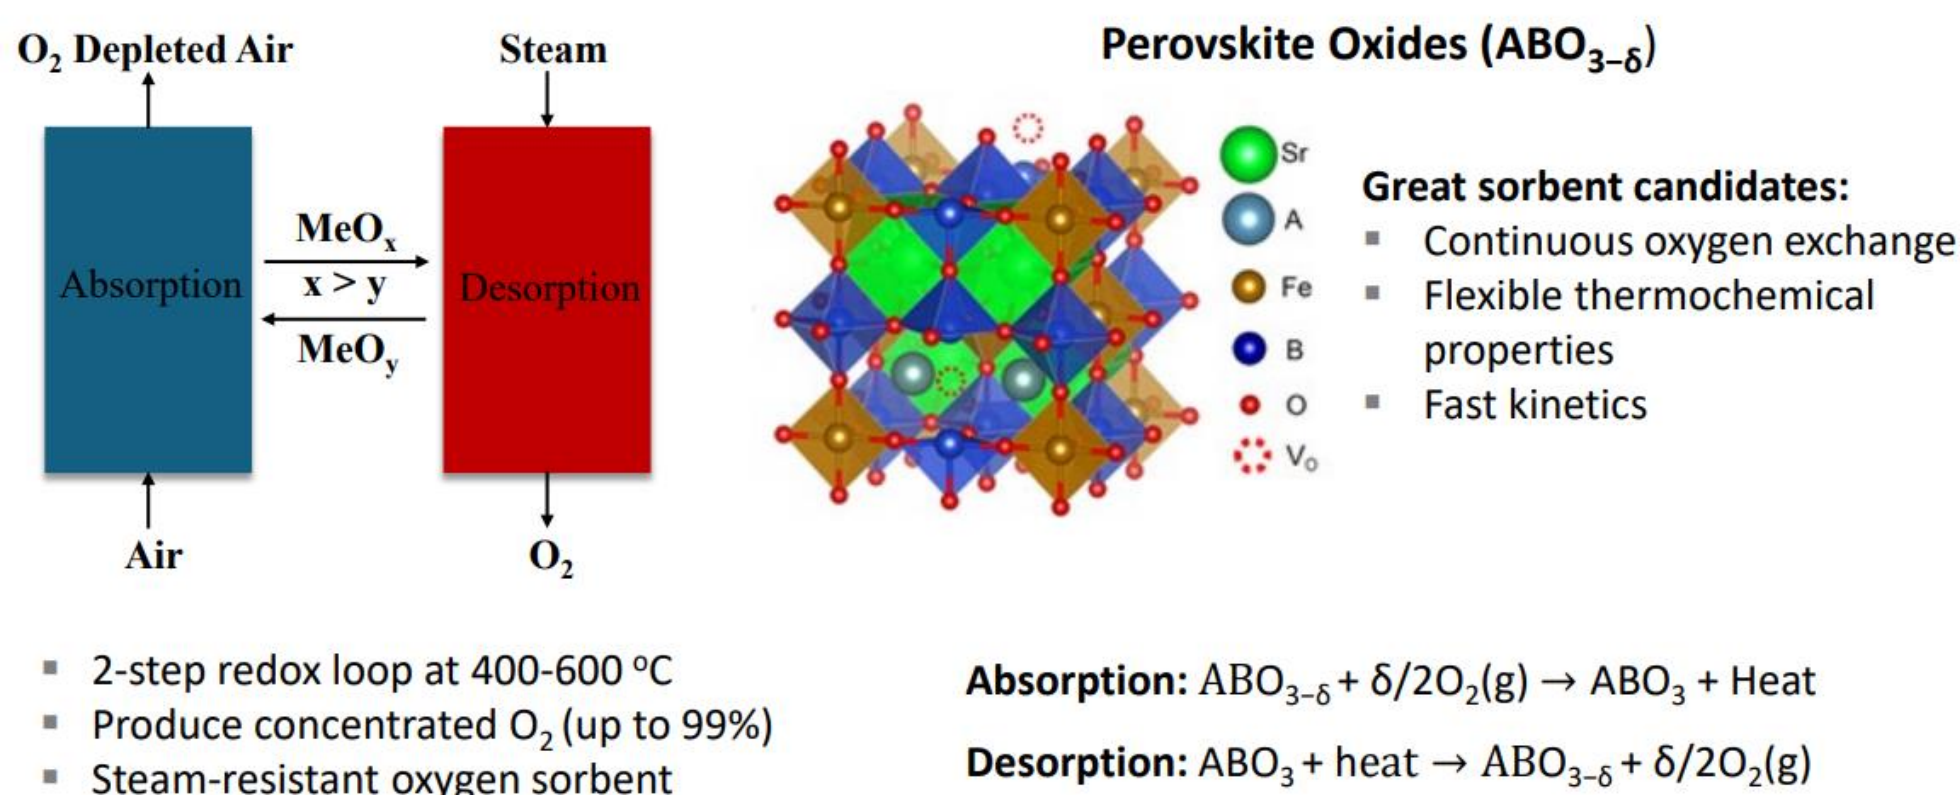 O₂ Depleted Air
Steam
Absorption
MeOₓ
x > y
MeOᵧ
Desorption
Air
O₂
2-step redox loop at 400-600 ºC
Produce concentrated O₂ (up to 99%)
Steam-resistant oxygen sorbent
Perovskite Oxides (ABO₃₋δ)
Sr
A
Fe
B
O
V₀
Great sorbent candidates:
Continuous oxygen exchange
Flexible thermochemical
properties
Fast kinetics
Absorption: ABO₃₋δ + δ/2O₂(g) → ABO₃ + Heat
Desorption: ABO₃ + heat → ABO₃₋δ + δ/2O₂(g)